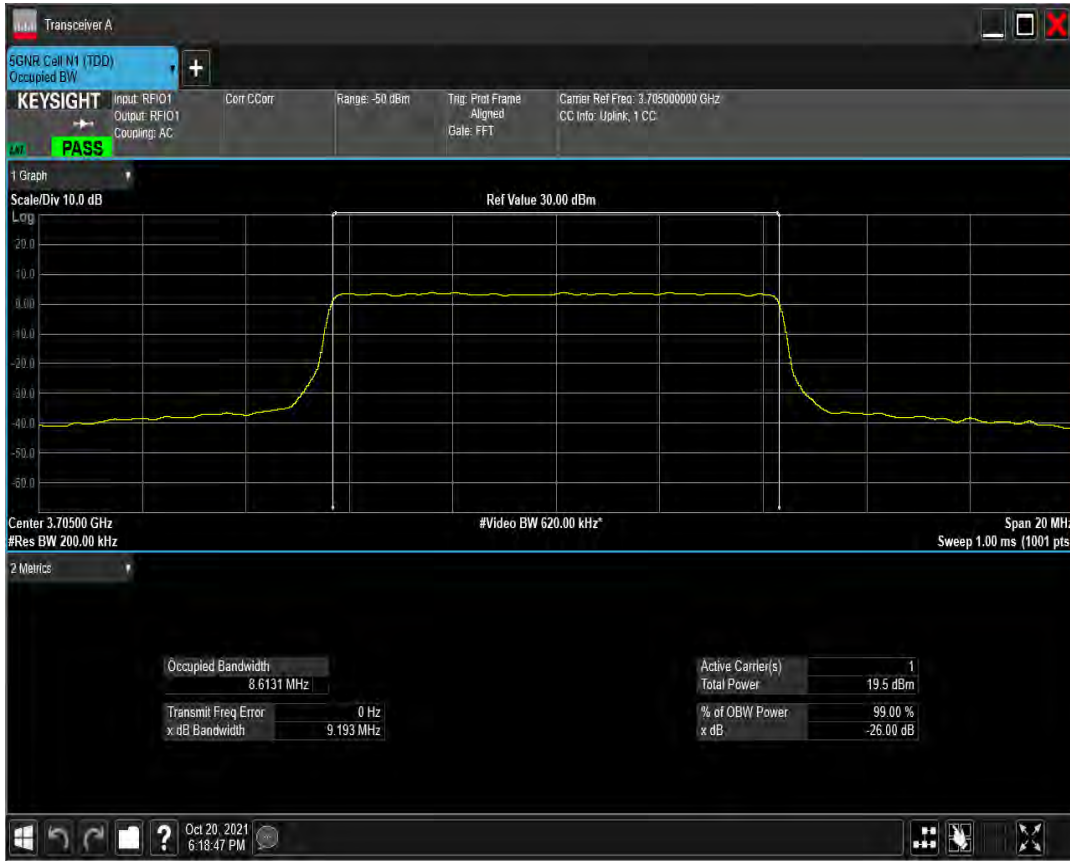 Transceiver A
5GNR Cell N1 (TDD)
Occupied BW
+
KEYSIGHT
PASS
Input: RFIO1
Output: RFIO1
Coupling: AC
Corr CCorr
Range: -50 dBm
Trig: Prot Frame
Aligned
Gate: FFT
Carrier Ref Freq: 3.705000000 GHz
CC Info: Uplink, 1 CC
1 Graph
Scale/Div 10.0 dB
Ref Value 30.00 dBm
Log
20.0
10.0
0.00
-10.0
-20.0
-30.0
-40.0
-50.0
-60.0
Center 3.70500 GHz
#Video BW 620.00 kHz*
Span 20 MHz
#Res BW 200.00 kHz
Sweep 1.00 ms (1001 pts
2 Metrics
Occupied Bandwidth
8.6131 MHz
Transmit Freq Error 0 Hz
x dB Bandwidth 9.193 MHz
Active Carrier(s) 1
Total Power 19.5 dBm
% of OBW Power 99.00 %
x dB -26.00 dB
?
Oct 20, 2021
6:18:47 PM